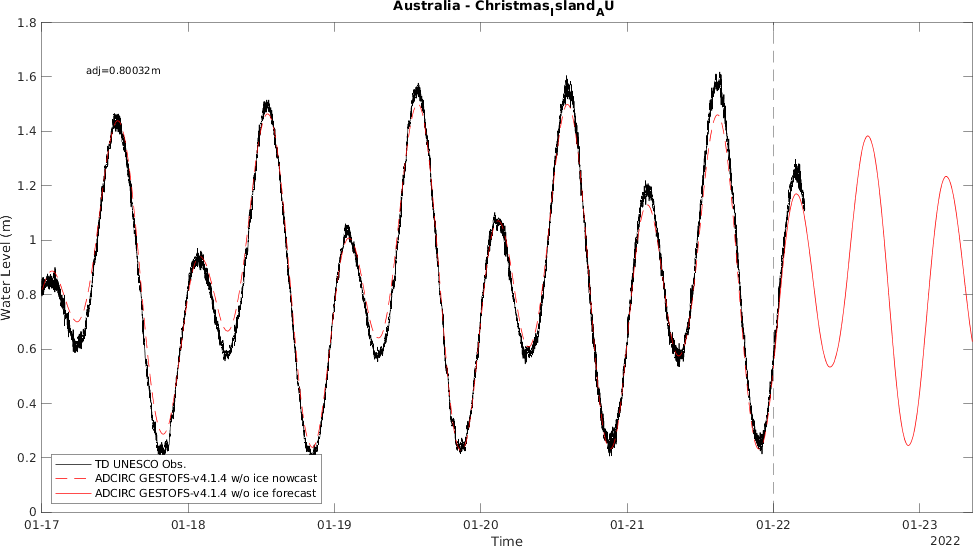 Australia - ChristmasIslandAU
1.8
adj=0.80032m
1.6
1.4
1.2
1
0.8
0.6
0.4
0.2
0
Water Level (m)
TD UNESCO Obs.
ADCIRC GESTOFS-v4.1.4 w/o ice nowcast
ADCIRC GESTOFS-v4.1.4 w/o ice forecast
01-17 01-18 01-19 01-20 01-21 01-22 01-23
Time
2022